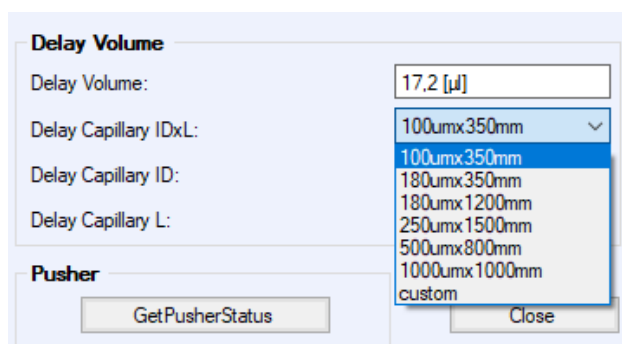 Delay Volume
Delay Volume: 17,2 [µl]
Delay Capillary IDxL: 100umx350mm
100umx350mm
Delay Capillary ID: 180umx350mm
180umx1200mm
Delay Capillary L: 250umx1500mm
500umx800mm
1000umx1000mm
Pusher custom
GetPusherStatus Close